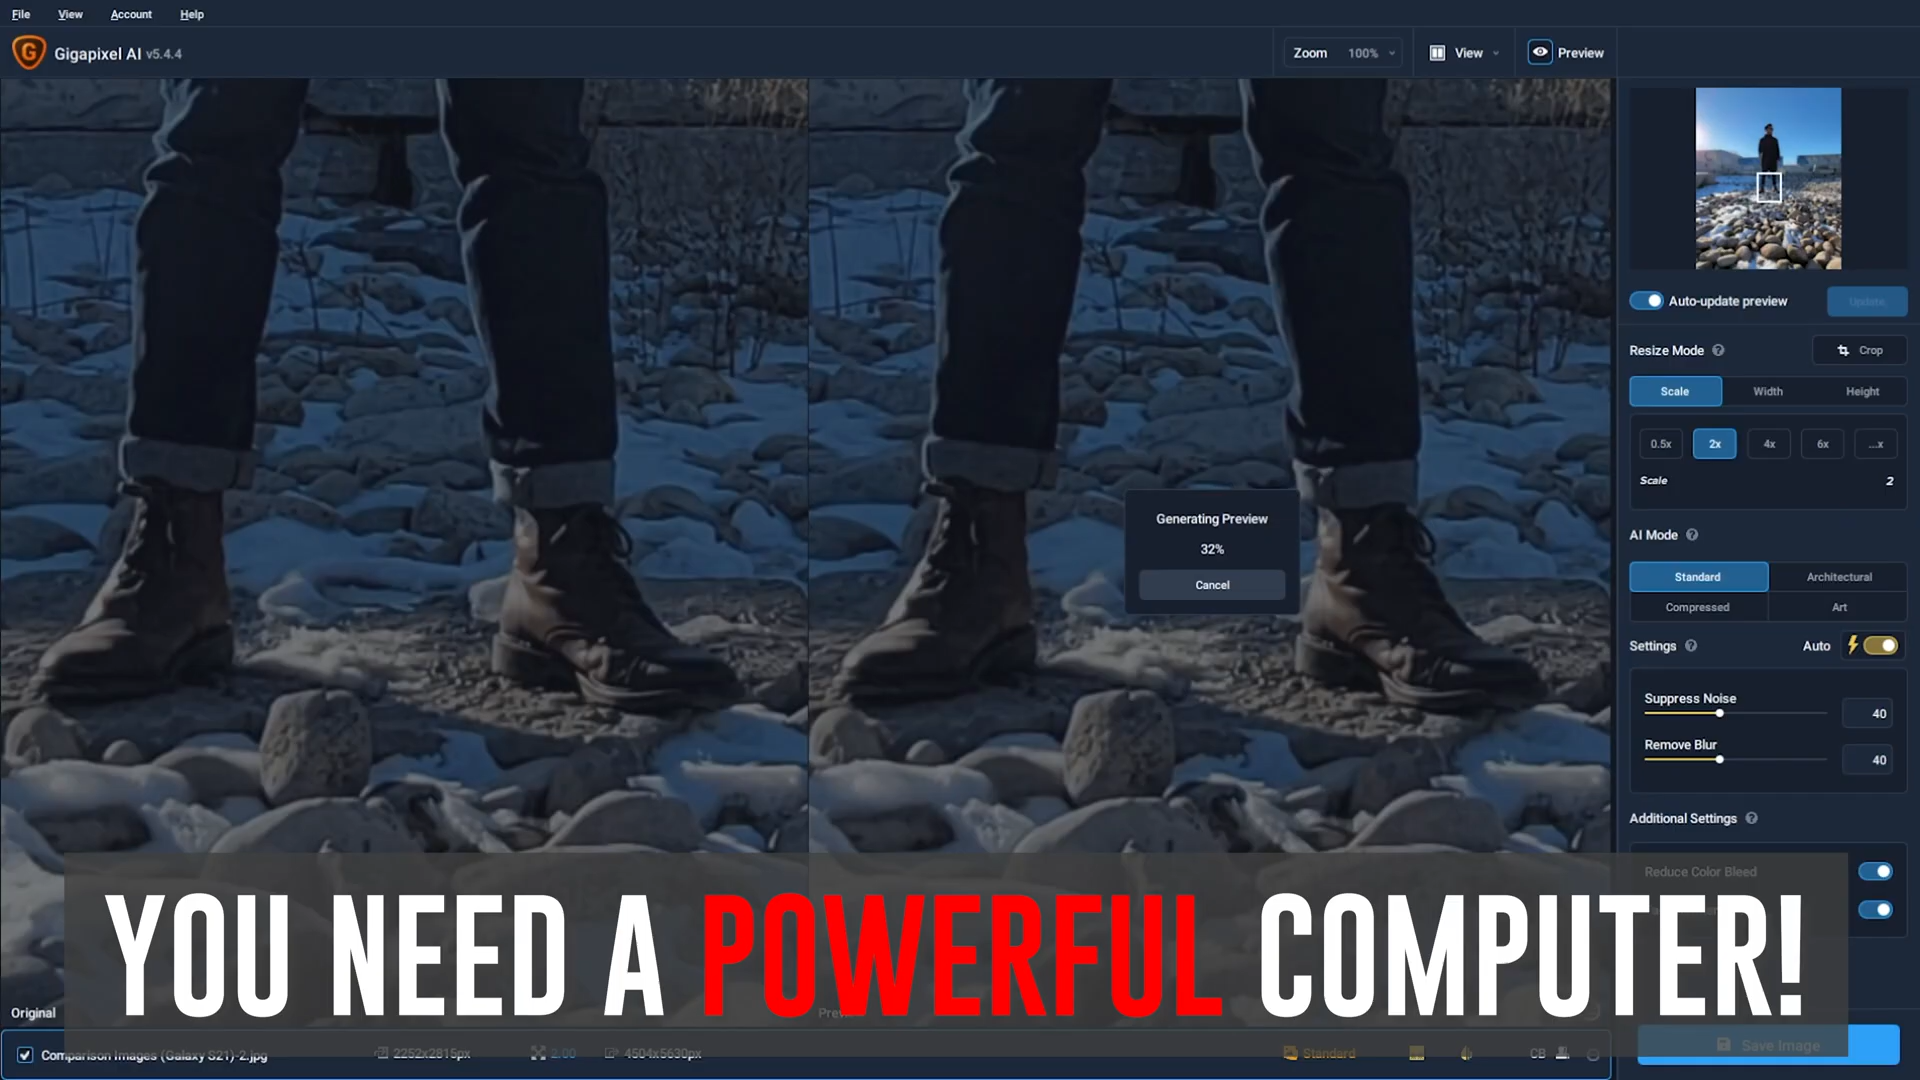 File View Account Help
Gigapixel AI v5.4.4
Zoom 100% View Preview
Auto-update preview Update
Resize Mode Crop
Scale Width Height
0.5x 2x 4x 6x ...x
Scale 2
Generating Preview
32%
Cancel
AI Mode
Standard Architectural
Compressed Art
Settings Auto
Suppress Noise
40
Remove Blur
40
Additional Settings
Reduce Color Bleed
YOU NEED A POWERFUL COMPUTER!
Original
Comparison Images (Galaxy S21)-2.jpg 2252x2815px 2.00 4504x5630px Standard CB
Save Image